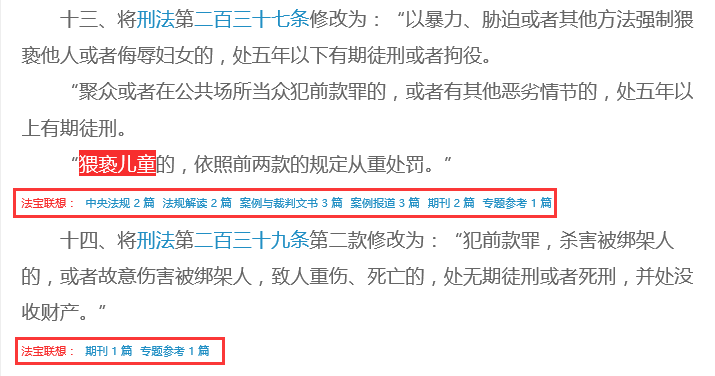 十三、将刑法第二百三十七条修改为：“以暴力、胁迫或者其他方法强制猥
亵他人或者侮辱妇女的，处五年以下有期徒刑或者拘役。
“聚众或者在公共场所当众犯前款罪的，或者有其他恶劣情节的，处五年以
上有期徒刑。
“猥亵儿童的，依照前两款的规定从重处罚。”
法宝联想： 中央法规 2 篇 法规解读 2 篇 案例与裁判文书 3 篇 案例报道 3 篇 期刊 2 篇 专题参考 1 篇
十四、将刑法第二百三十九条第二款修改为：“犯前款罪，杀害被绑架人
的，或者故意伤害被绑架人，致人重伤、死亡的，处无期徒刑或者死刑，并处没
收财产。”
法宝联想： 期刊 1 篇 专题参考 1 篇